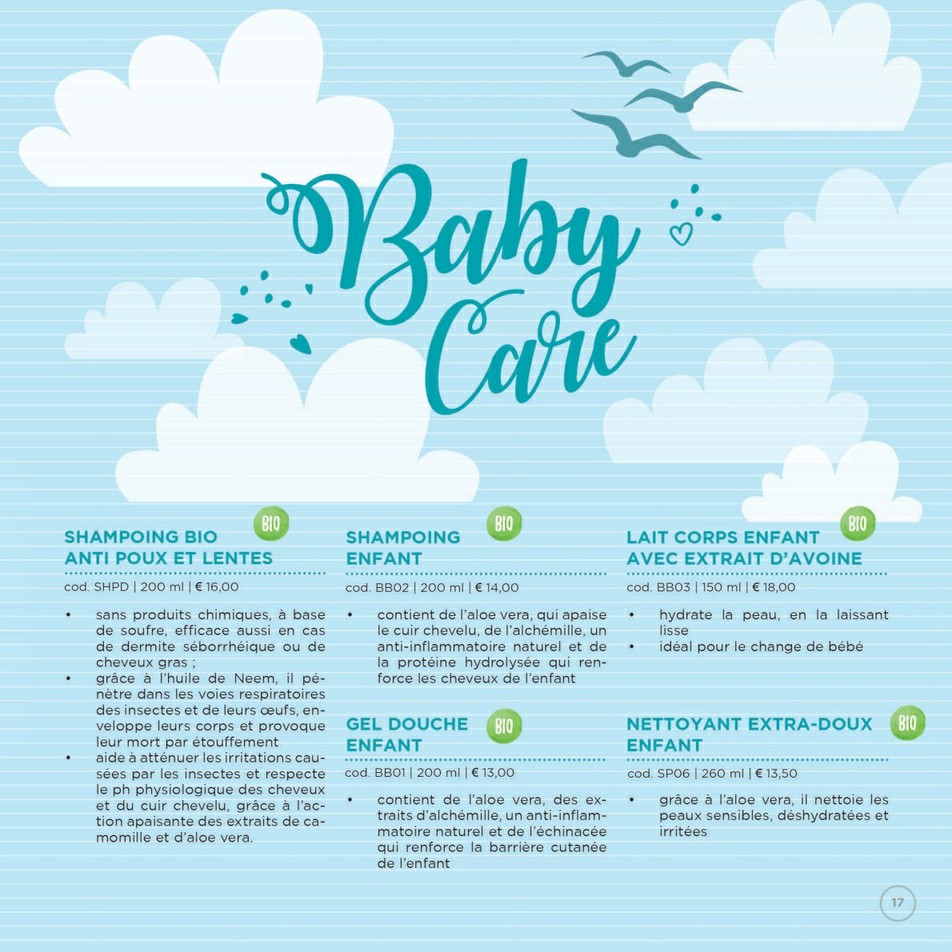 Baby
Care
BIO
SHAMPOING BIO
ANTI POUX ET LENTES
cod. SHPD | 200 ml | € 16,00
• sans produits chimiques, à base
de soufre, efficace aussi en cas
de dermite séborrhéique ou de
cheveux gras ;
• grâce à l'huile de Neem, il pé-
nètre dans les voies respiratoires
des insectes et de leurs œufs, en-
veloppe leurs corps et provoque
leur mort par étouffement
• aide à atténuer les irritations cau-
sées par les insectes et respecte
le ph physiologique des cheveux
et du cuir chevelu, grâce à l'ac-
tion apaisante des extraits de ca-
momille et d'aloe vera.
BIO
SHAMPOING
ENFANT
cod. BB02 | 200 ml | € 14,00
• contient de l'aloe vera, qui apaise
le cuir chevelu, de l'alchémille, un
anti-inflammatoire naturel et de
la protéine hydrolysée qui ren-
force les cheveux de l'enfant
BIO
GEL DOUCHE
ENFANT
cod. BB01 | 200 ml | € 13,00
• contient de l'aloe vera, des ex-
traits d'alchémille, un anti-inflam-
matoire naturel et de l'échinacée
qui renforce la barrière cutanée
de l'enfant
BIO
LAIT CORPS ENFANT
AVEC EXTRAIT D'AVOINE
cod. BB03 | 150 ml | € 18,00
• hydrate la peau, en la laissant
lisse
• idéal pour le change de bébé
BIO
NETTOYANT EXTRA-DOUX
ENFANT
cod. SP06 | 260 ml | € 13,50
• grâce à l'aloe vera, il nettoie les
peaux sensibles, déshydratées et
irritées
17